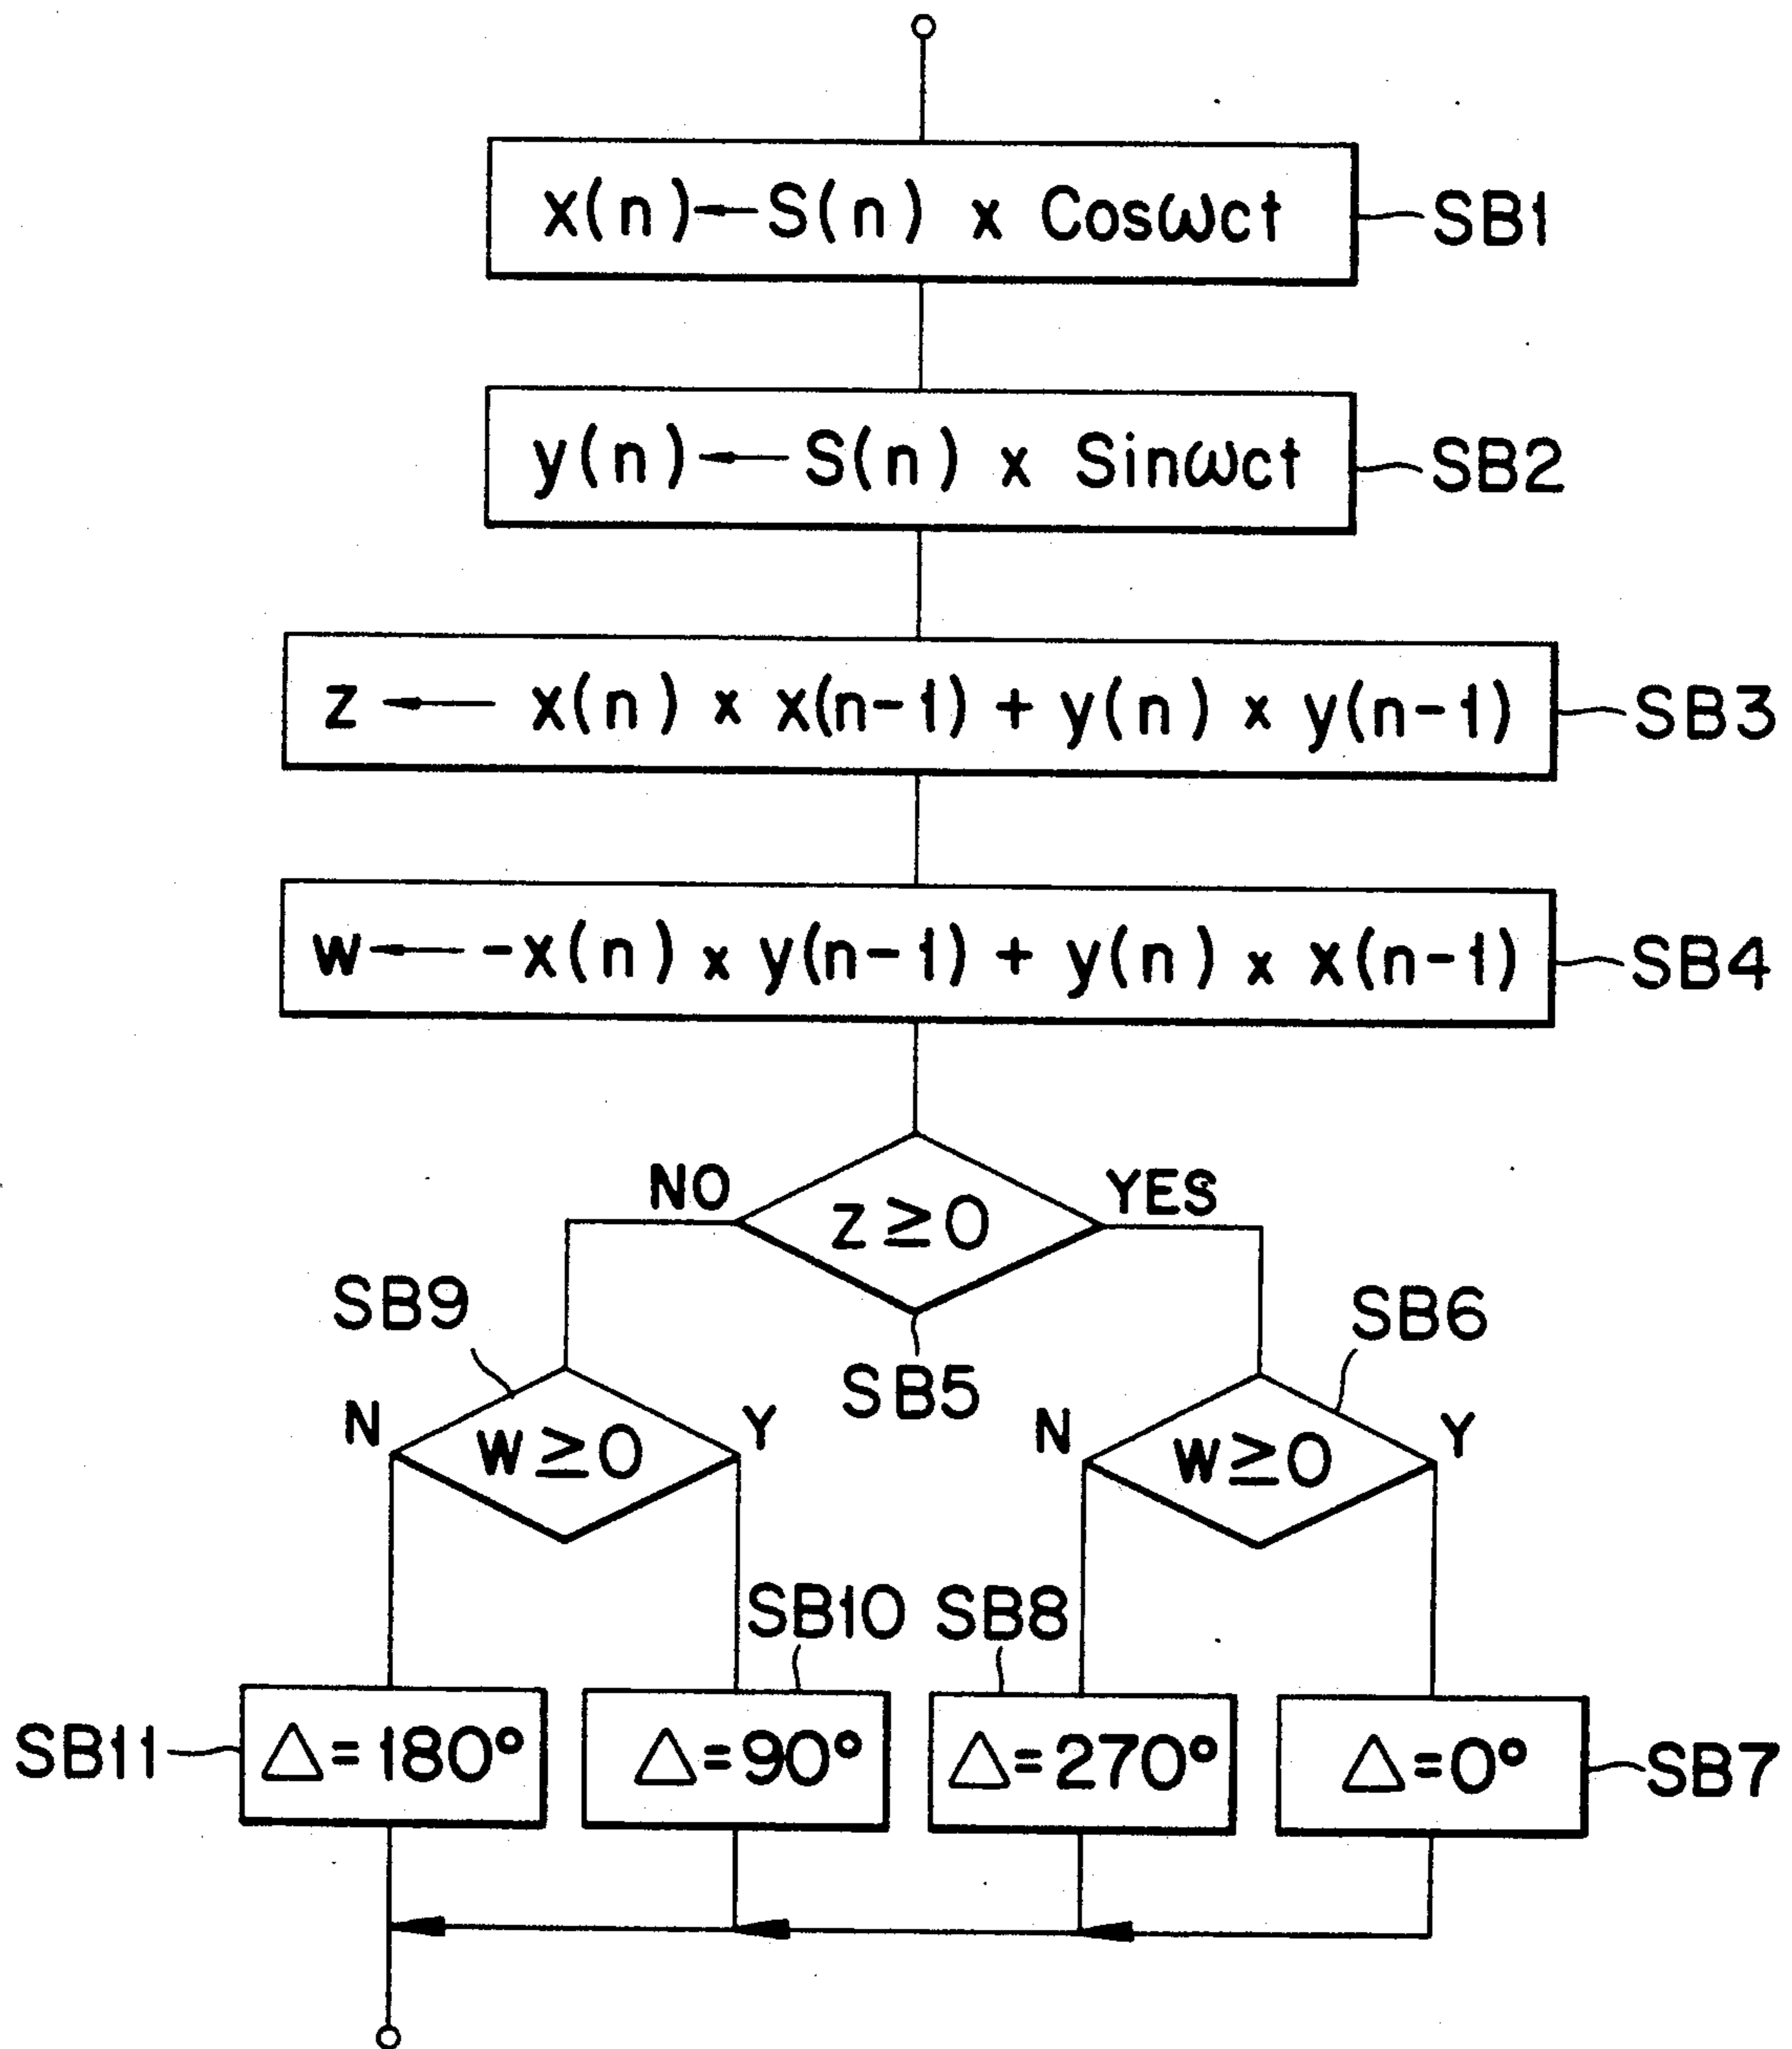 x(n)←S(n) x Cosωct
SB1
y(n)←S(n) x Sinωct
SB2
z ← x(n) x x(n-1) + y(n) x y(n-1)
SB3
w← -x(n) x y(n-1) + y(n) x x(n-1)
SB4
NO
YES
z≥0
SB9
SB6
SB5
N
Y
N
Y
w≥0
w≥0
SB10
SB8
SB11
△=180°
△=90°
△=270°
△=0°
SB7